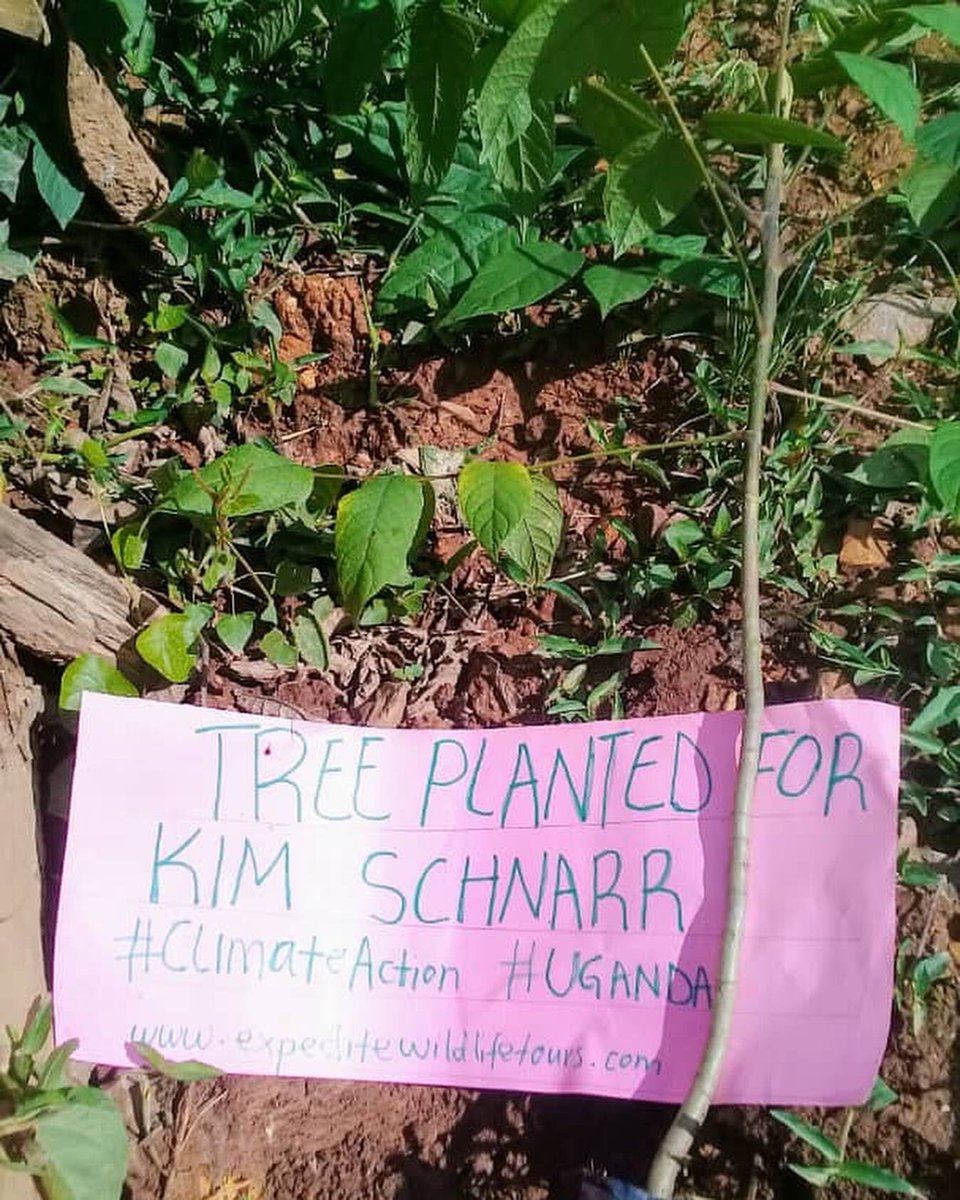 TREE PLANTED FOR
KIM SCHNARR
#ClimateAction #UGANDA
www.expeditewildlifetours.com